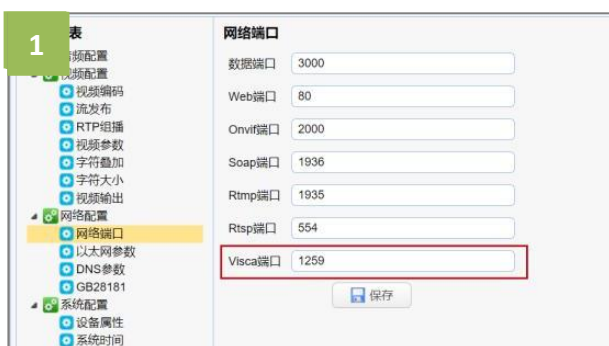 1
表
频配置
视频配置
视频编码
流发布
RTP组播
视频参数
字符叠加
字符大小
视频输出
网络配置
网络端口
以太网参数
DNS参数
GB28181
系统配置
设备属性
系统时间
网络端口
数据端口 3000
Web端口 80
Onvif端口 2000
Soap端口 1936
Rtmp端口 1935
Rtsp端口 554
Visca端口 1259
保存